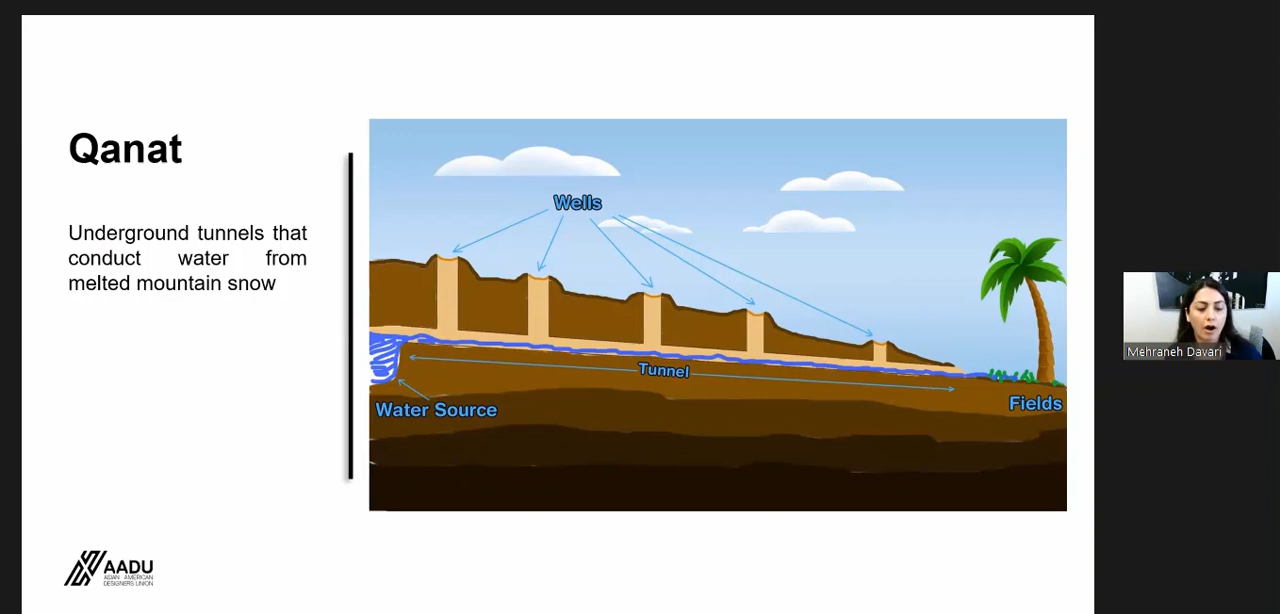 Qanat
Underground tunnels that
conduct water from
melted mountain snow
Wells
Tunnel
Water Source
Fields
Mehraneh Davari
AADU
ASIAN AMERICAN
DESIGNERS UNION